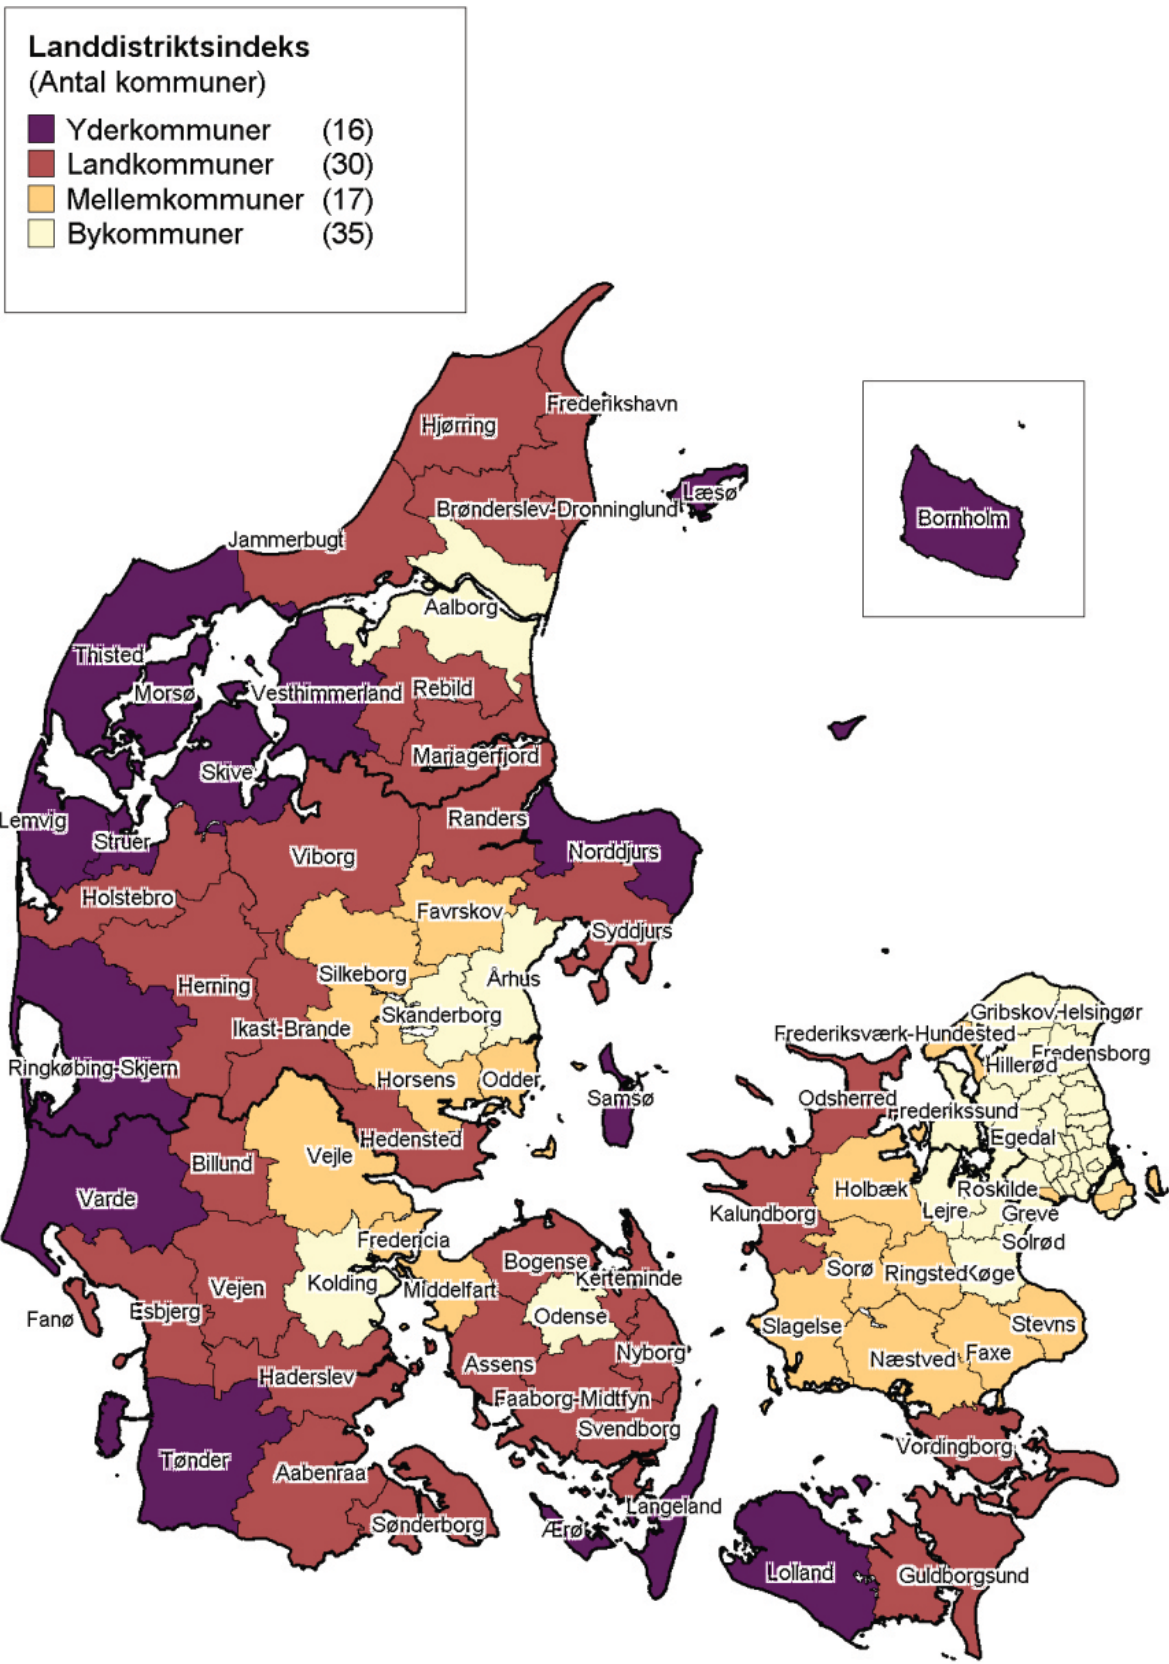 Landdistriktsindeks
(Antal kommuner)
Yderkommuner (16)
Landkommuner (30)
Mellemkommuner (17)
Bykommuner (35)
Frederikshavn
Hjørring
Læsø
Brønderslev-Dronninglund
Bornholm
Jammerbugt
Aalborg
Thisted
Morsø
Vesthimmerland
Rebild
Mariagerfjord
Skive
Lemvig
Struer
Randers
Viborg
Norddjurs
Holstebro
Favrskov
Syddjurs
Silkeborg
Århus
Herning
Skanderborg
Ikast-Brande
Gribskov
Helsingør
Frederiksværk-Hundested
Fredensborg
Hillerød
Ringkøbing-Skjern
Horsens
Odder
Samsø
Odsherred
Frederikssund
Egedal
Hedensted
Vejle
Billund
Varde
Holbæk
Roskilde
Kalundborg
Lejre
Greve
Solrød
Fredericia
Bogense
Kerteminde
Sorø
Ringsted
Køge
Kolding
Vejen
Middelfart
Fanø
Esbjerg
Odense
Slagelse
Stevns
Nyborg
Næstved
Faxe
Assens
Haderslev
Faaborg-Midtfyn
Svendborg
Vordingborg
Tønder
Aabenraa
Langeland
Sønderborg
Ærø
Lolland
Guldborgsund